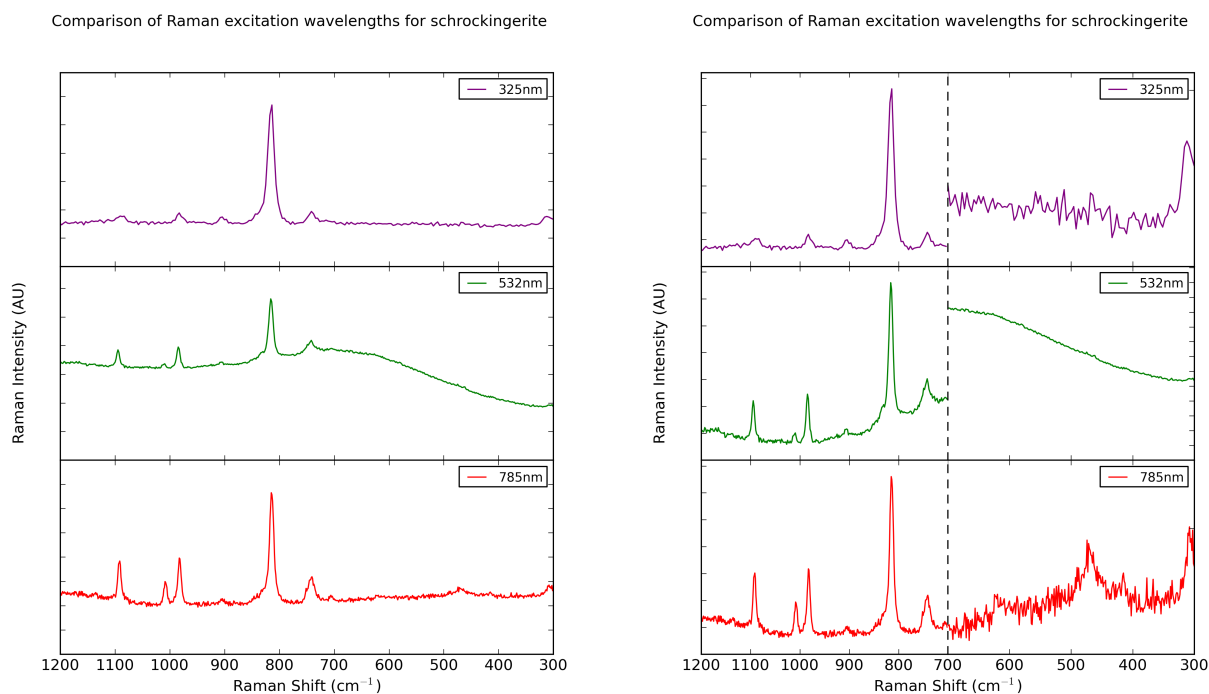 Comparison of Raman excitation wavelengths for schrockingerite
325nm
532nm
785nm
Raman Intensity (AU)
1200 1100 1000 900 800 700 600 500 400 300
Raman Shift (cm⁻¹)
Comparison of Raman excitation wavelengths for schrockingerite
325nm
532nm
785nm
Raman Intensity (AU)
1200 1100 1000 900 800 700 600 500 400 300
Raman Shift (cm⁻¹)